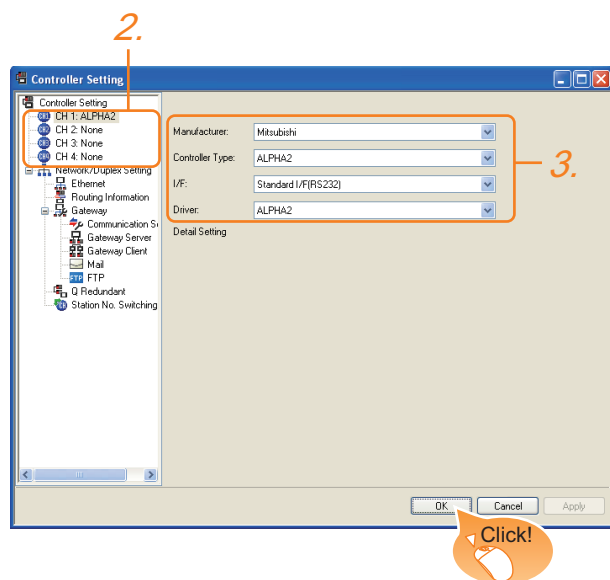 2.
Controller Setting
Controller Setting
CH 1: ALPHA2
CH 2: None
CH 3: None
CH 4: None
Network/Duplex Setting
Ethernet
Routing Information
Gateway
Communication S
Gateway Server
Gateway Client
Mail
FTP FTP
Q Redundant
Station No. Switching
Manufacturer: Mitsubishi
Controller Type: ALPHA2
I/F: Standard I/F(RS232)
Driver: ALPHA2
Detail Setting
3.
OK Cancel Apply
Click!